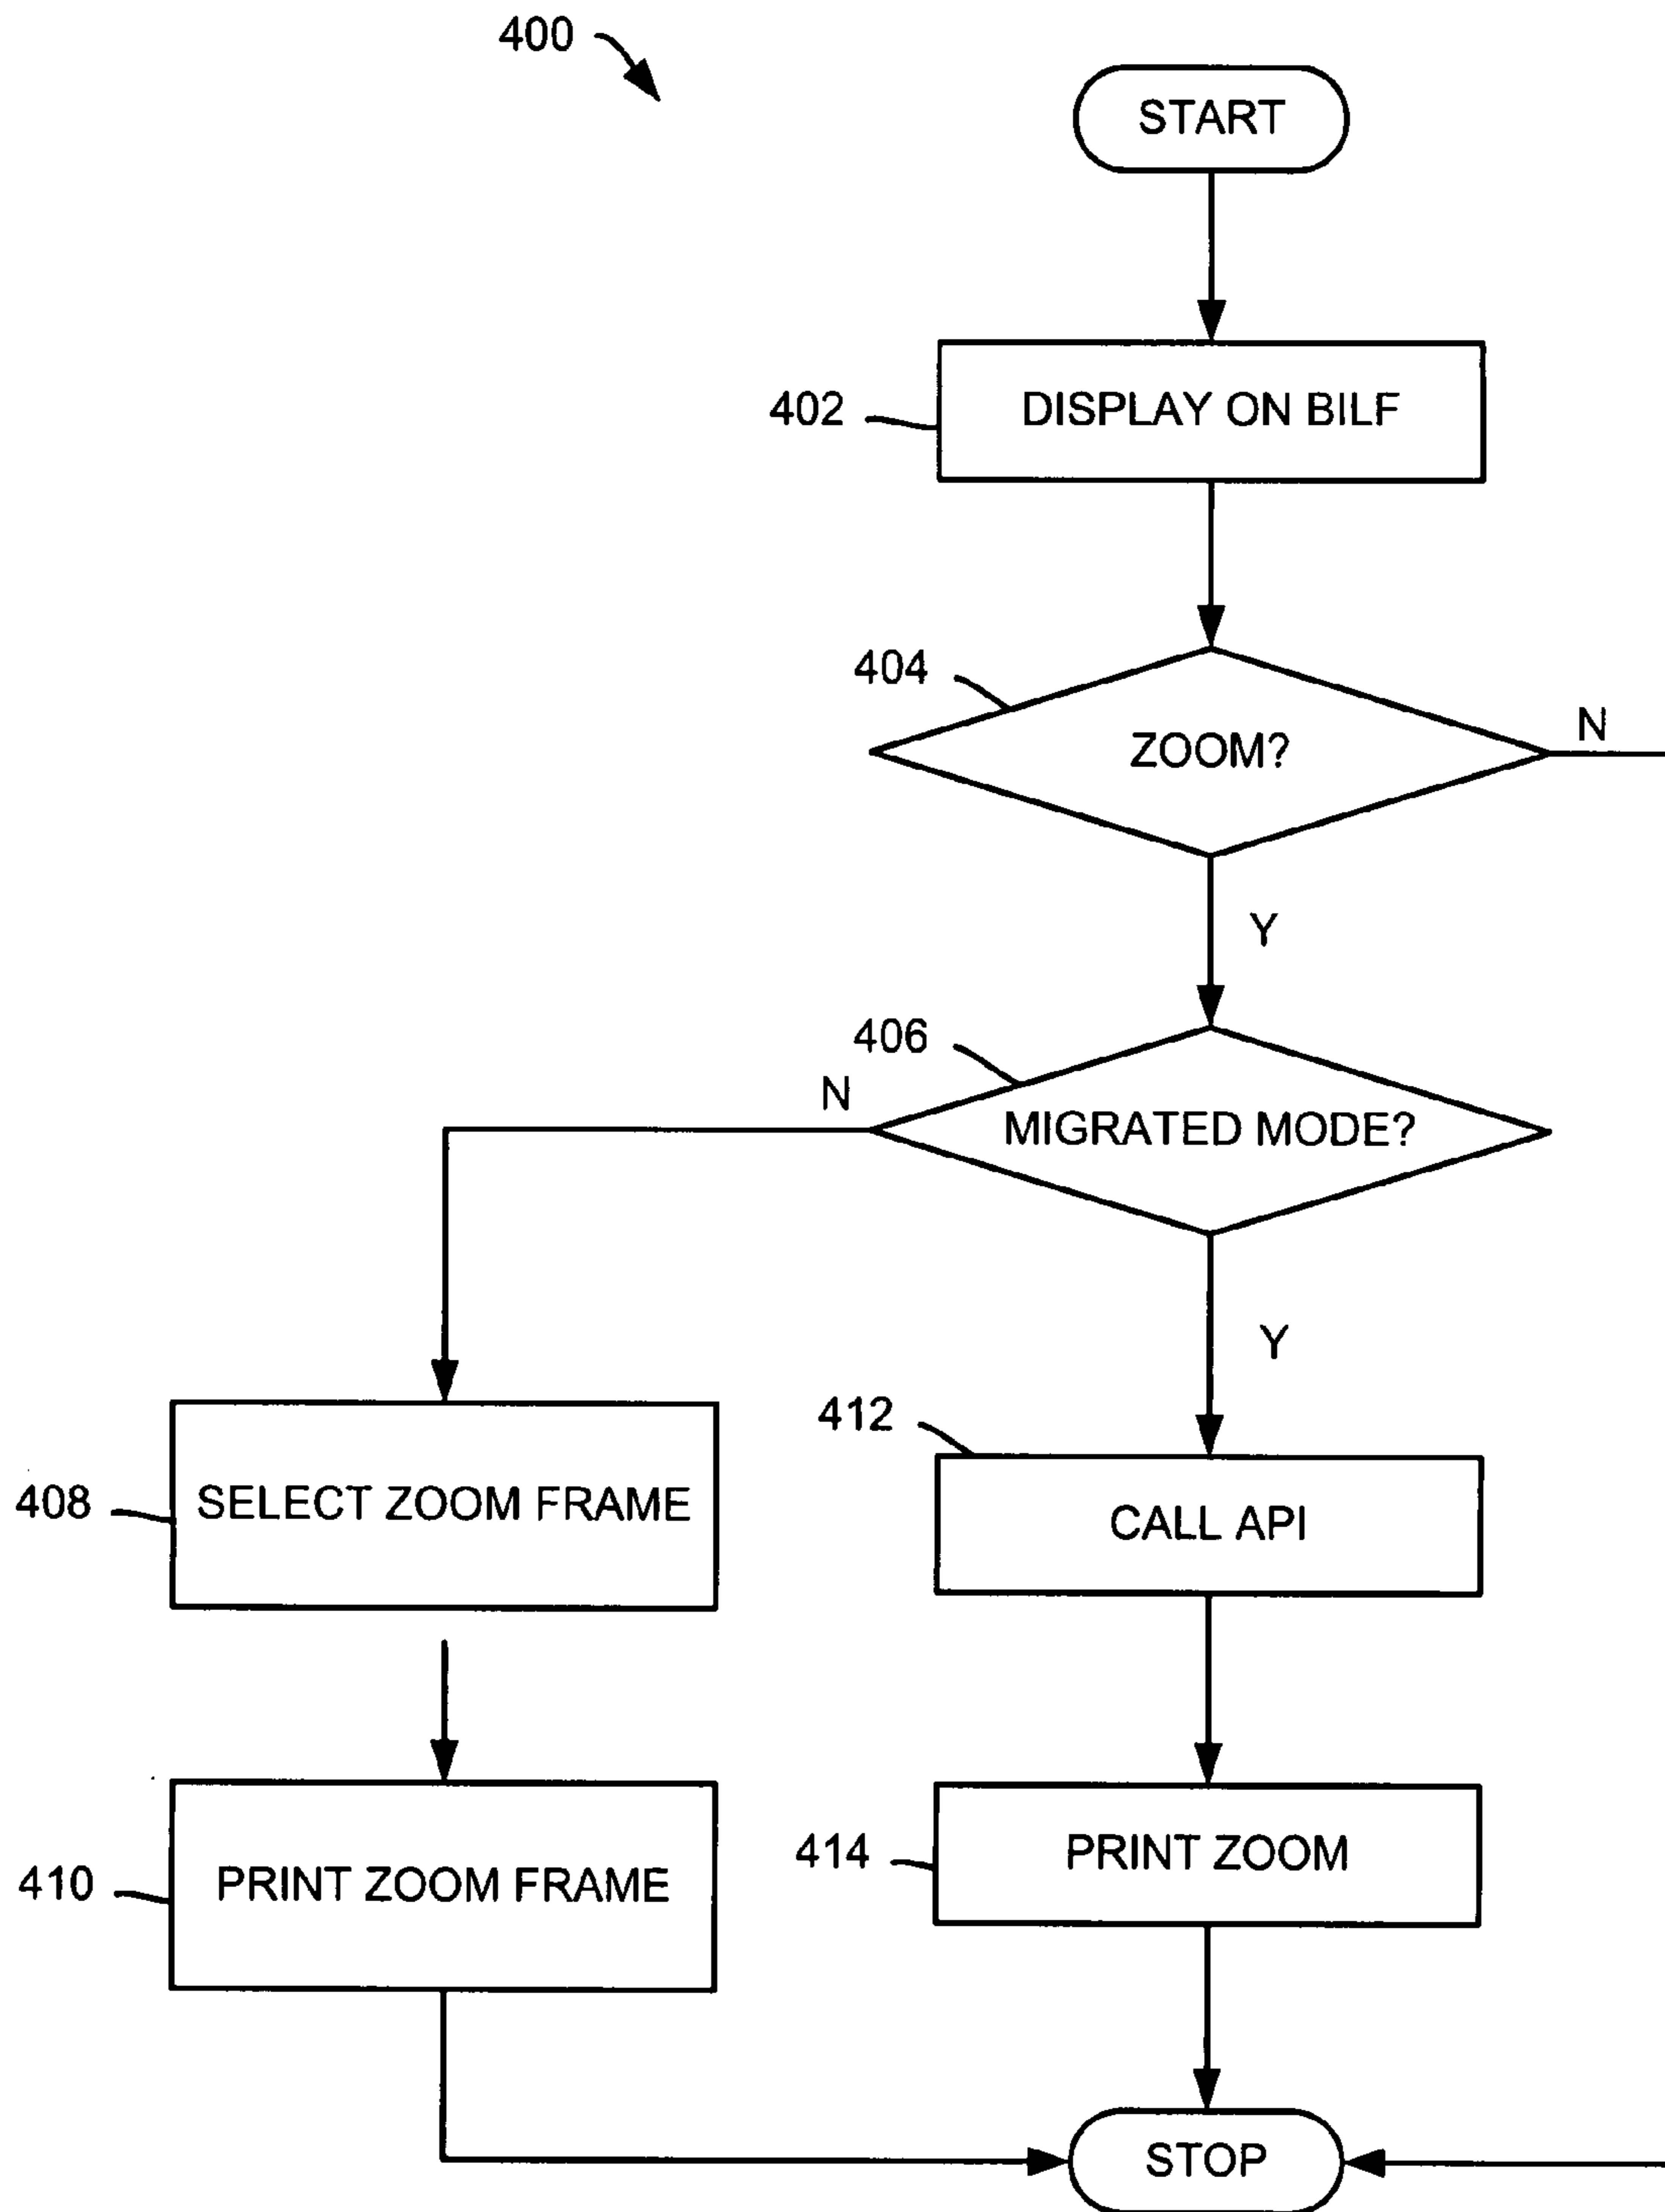 400
START
402
DISPLAY ON BILF
404
ZOOM?
N
Y
406
N
MIGRATED MODE?
Y
412
408
SELECT ZOOM FRAME
CALL API
414
PRINT ZOOM
410
PRINT ZOOM FRAME
STOP